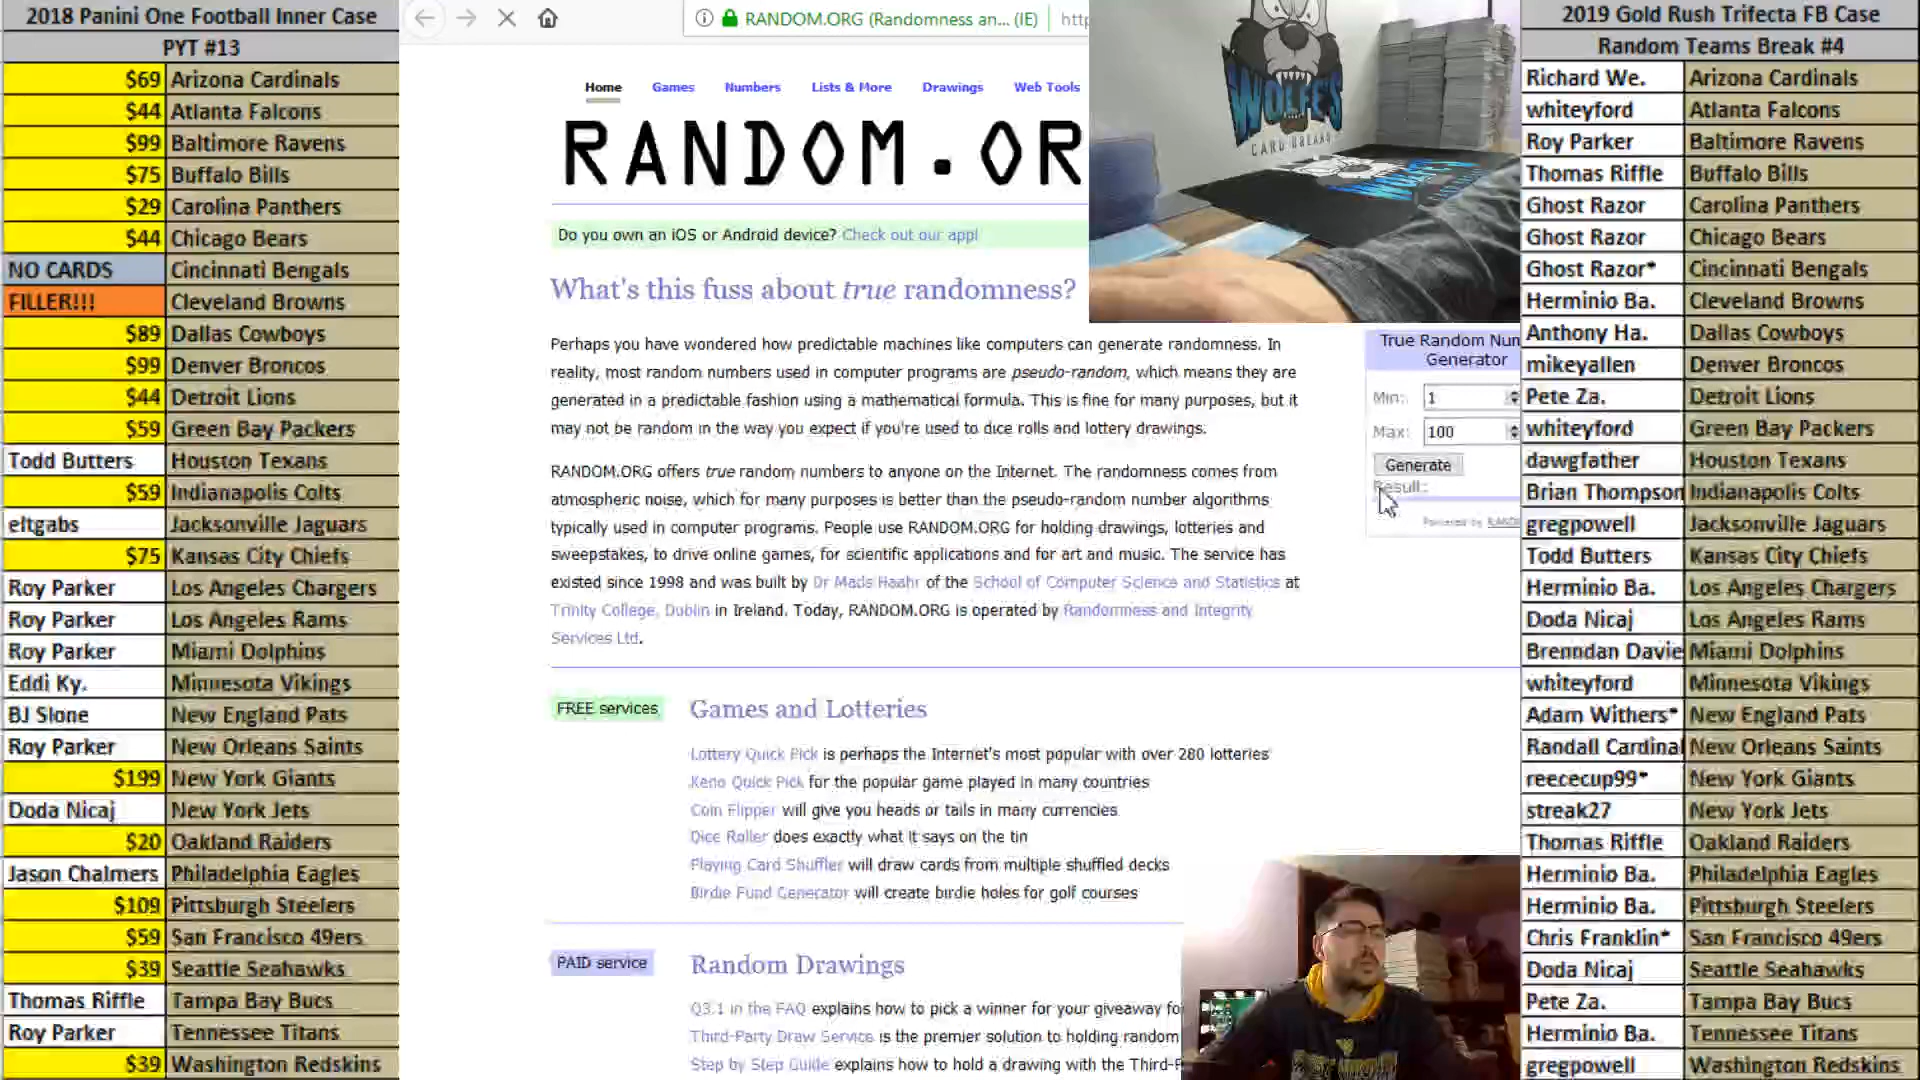 2018 Panini One Football Inner Case
PYT #13
$69 Arizona Cardinals
$44 Atlanta Falcons
$99 Baltimore Ravens
$75 Buffalo Bills
$29 Carolina Panthers
$44 Chicago Bears
NO CARDS Cincinnati Bengals
FILLER!!! Cleveland Browns
$89 Dallas Cowboys
$99 Denver Broncos
$44 Detroit Lions
$59 Green Bay Packers
Todd Butters Houston Texans
$59 Indianapolis Colts
eltgabs Jacksonville Jaguars
$75 Kansas City Chiefs
Roy Parker Los Angeles Chargers
Roy Parker Los Angeles Rams
Roy Parker Miami Dolphins
Eddi Ky. Minnesota Vikings
BJ Slone New England Pats
Roy Parker New Orleans Saints
$199 New York Giants
Doda Nicaj New York Jets
$20 Oakland Raiders
Jason Chalmers Philadelphia Eagles
$109 Pittsburgh Steelers
$59 San Francisco 49ers
$39 Seattle Seahawks
Thomas Riffle Tampa Bay Bucs
Roy Parker Tennessee Titans
$39 Washington Redskins
RANDOM.ORG (Randomness an... (IE) http
Home Games Numbers Lists & More Drawings Web Tools
RANDOM.OR
Do you own an iOS or Android device? Check out our app!
What's this fuss about true randomness?
Perhaps you have wondered how predictable machines like computers can generate randomness. In
reality, most random numbers used in computer programs are pseudo-random, which means they are
generated in a predictable fashion using a mathematical formula. This is fine for many purposes, but it
may not be random in the way you expect if you're used to dice rolls and lottery drawings.
RANDOM.ORG offers true random numbers to anyone on the Internet. The randomness comes from
atmospheric noise, which for many purposes is better than the pseudo-random number algorithms
typically used in computer programs. People use RANDOM.ORG for holding drawings, lotteries and
sweepstakes, to drive online games, for scientific applications and for art and music. The service has
existed since 1998 and was built by Dr Mads Haahr of the School of Computer Science and Statistics at
Trinity College, Dublin in Ireland. Today, RANDOM.ORG is operated by Randomness and Integrity
Services Ltd.
FREE services Games and Lotteries
Lottery Quick Pick is perhaps the Internet's most popular with over 280 lotteries
Keno Quick Pick for the popular game played in many countries
Coin Flipper will give you heads or tails in many currencies
Dice Roller does exactly what it says on the tin
Playing Card Shuffler will draw cards from multiple shuffled decks
Birdie Fund Generator will create birdie holes for golf courses
PAID service Random Drawings
Q3.1 in the FAQ explains how to pick a winner for your giveaway fo
Third-Party Draw Service is the premier solution to holding random
Step by Step Guide explains how to hold a drawing with the Third-P
WOLFE'S
CARD BREAKS
True Random Num
Generator
Min: 1
Max: 100
Generate
Result:
Powered by RANDO
2019 Gold Rush Trifecta FB Case
Random Teams Break #4
Richard We. Arizona Cardinals
whiteyford Atlanta Falcons
Roy Parker Baltimore Ravens
Thomas Riffle Buffalo Bills
Ghost Razor Carolina Panthers
Ghost Razor Chicago Bears
Ghost Razor* Cincinnati Bengals
Herminio Ba. Cleveland Browns
Anthony Ha. Dallas Cowboys
mikeyallen Denver Broncos
Pete Za. Detroit Lions
whiteyford Green Bay Packers
dawgfather Houston Texans
Brian Thompson Indianapolis Colts
gregpowell Jacksonville Jaguars
Todd Butters Kansas City Chiefs
Herminio Ba. Los Angeles Chargers
Doda Nicaj Los Angeles Rams
Brenndan Davie Miami Dolphins
whiteyford Minnesota Vikings
Adam Withers* New England Pats
Randall Cardinal New Orleans Saints
reececup99* New York Giants
streak27 New York Jets
Thomas Riffle Oakland Raiders
Herminio Ba. Philadelphia Eagles
Herminio Ba. Pittsburgh Steelers
Chris Franklin* San Francisco 49ers
Doda Nicaj Seattle Seahawks
Pete Za. Tampa Bay Bucs
Herminio Ba. Tennessee Titans
gregpowell Washington Redskins